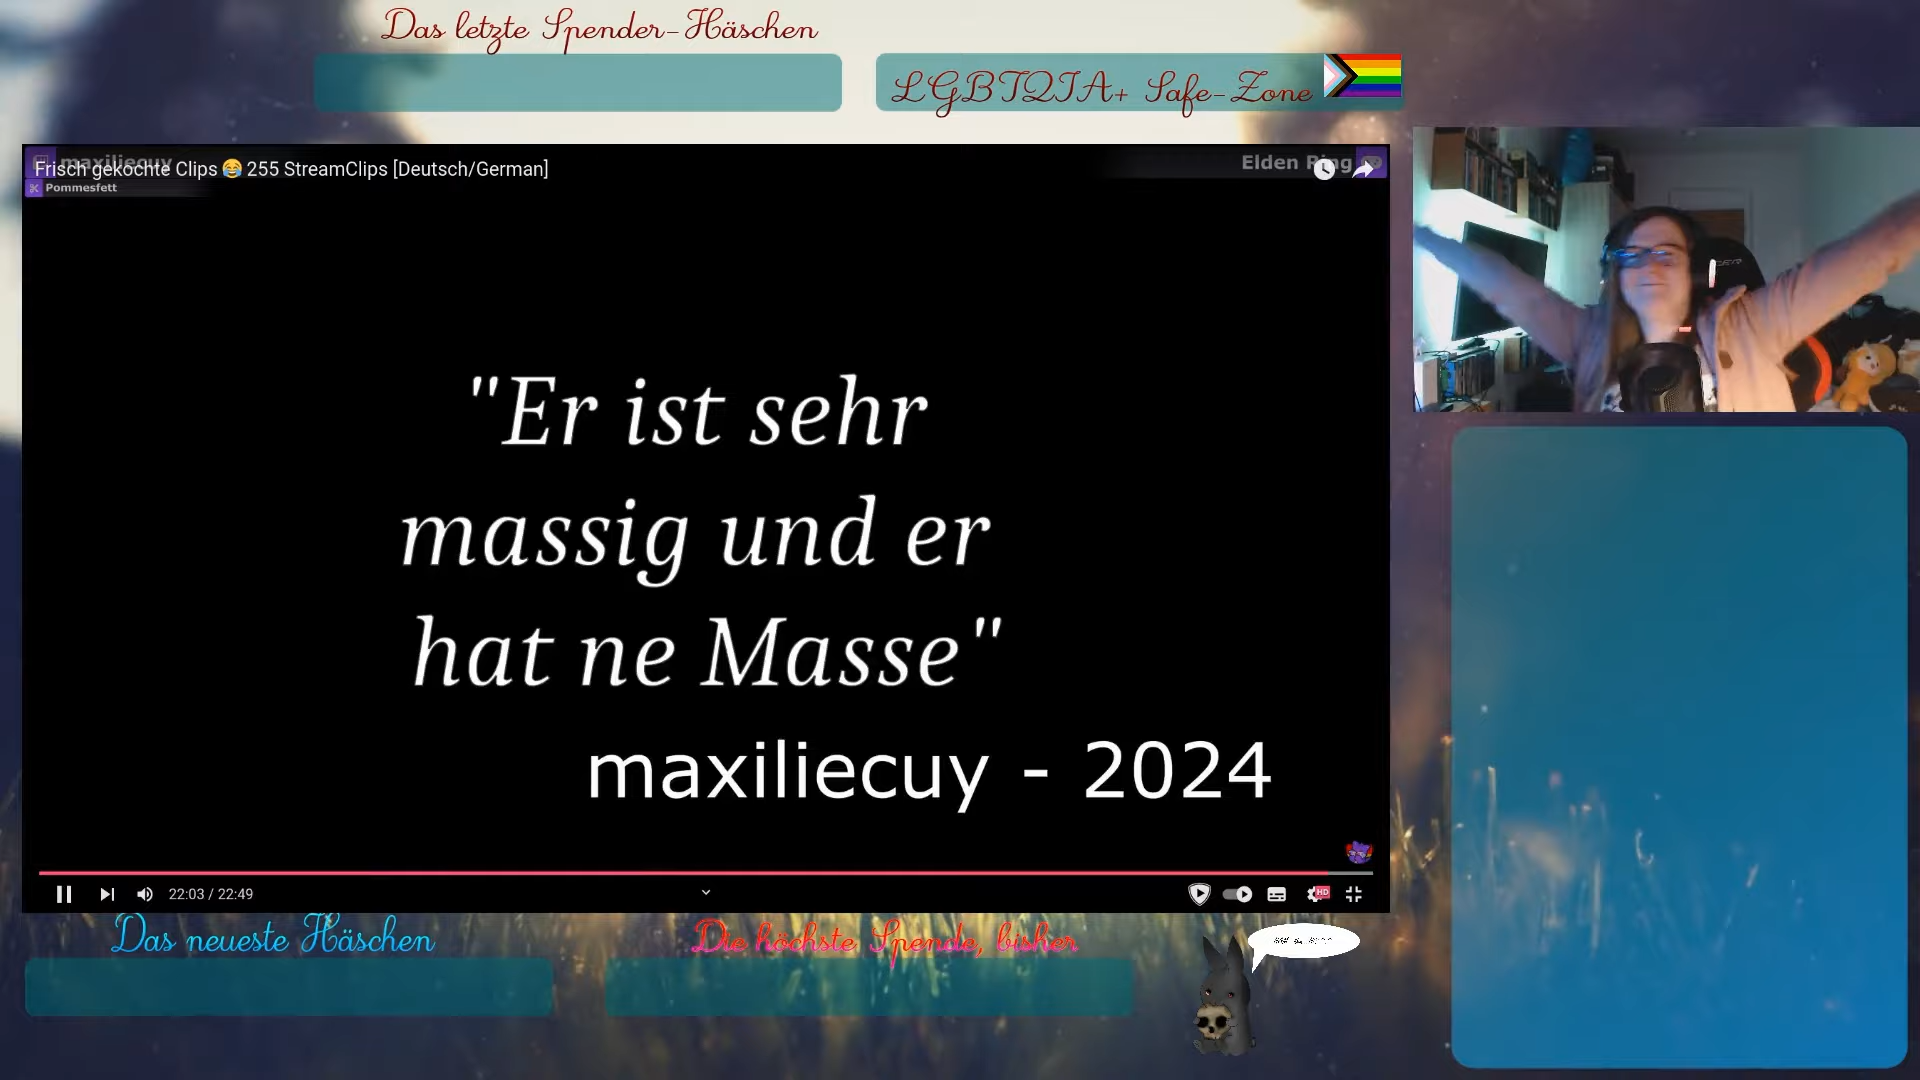 Das letzte Spender-Häschen
LGBTQIA+ Safe-Zone
maxiliecuy
Frisch gekochte Clips 😂 255 StreamClips [Deutsch/German]
Elden Ring
Pommesfett
"Er ist sehr
massig und er
hat ne Masse"
maxiliecuy - 2024
22:03 / 22:49
HD
Das neueste Häschen
Die höchste Spende, bisher